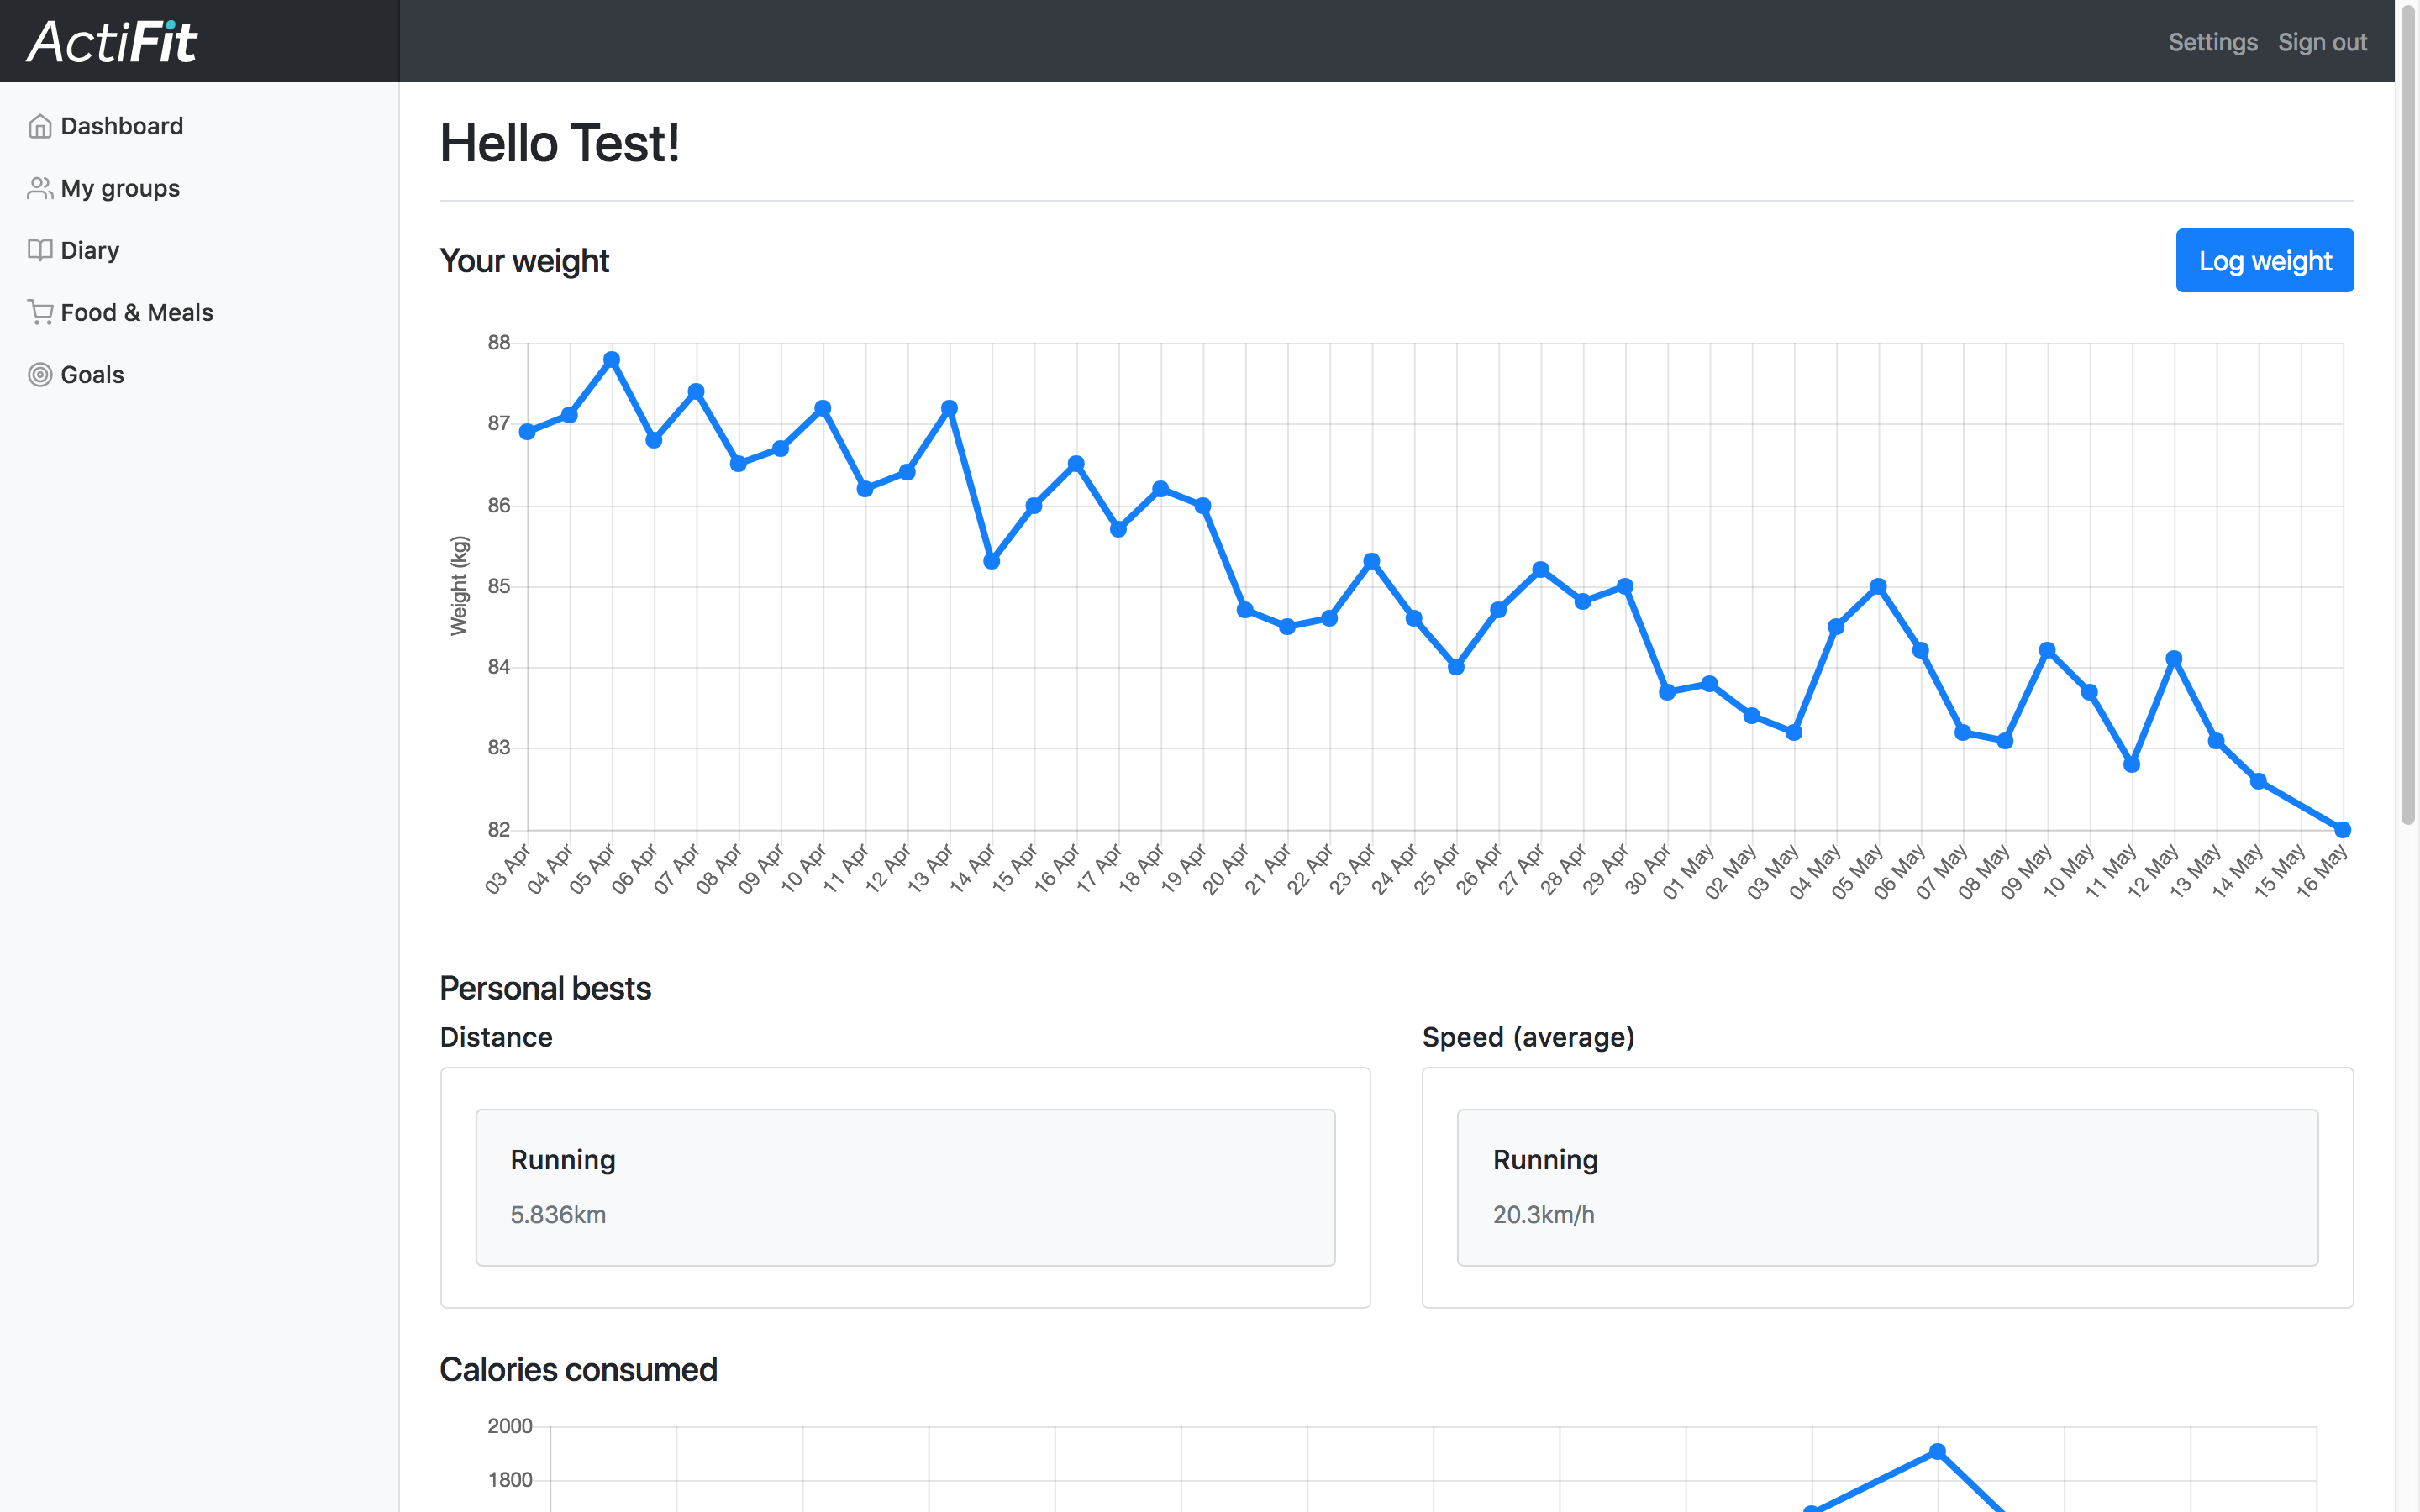 ActiFit
Settings Sign out
Dashboard
My groups
Diary
Food & Meals
Goals
Hello Test!
Your weight
Log weight
88
87
86
85
84
83
82
Weight (kg)
03 Apr 04 Apr 05 Apr 06 Apr 07 Apr 08 Apr 09 Apr 10 Apr 11 Apr 12 Apr 13 Apr 14 Apr 15 Apr 16 Apr 17 Apr 18 Apr 19 Apr 20 Apr 21 Apr 22 Apr 23 Apr 24 Apr 25 Apr 26 Apr 27 Apr 28 Apr 29 Apr 30 Apr 01 May 02 May 03 May 04 May 05 May 06 May 07 May 08 May 09 May 10 May 11 May 12 May 13 May 14 May 15 May 16 May
Personal bests
Distance
Running
5.836km
Speed (average)
Running
20.3km/h
Calories consumed
2000
1800